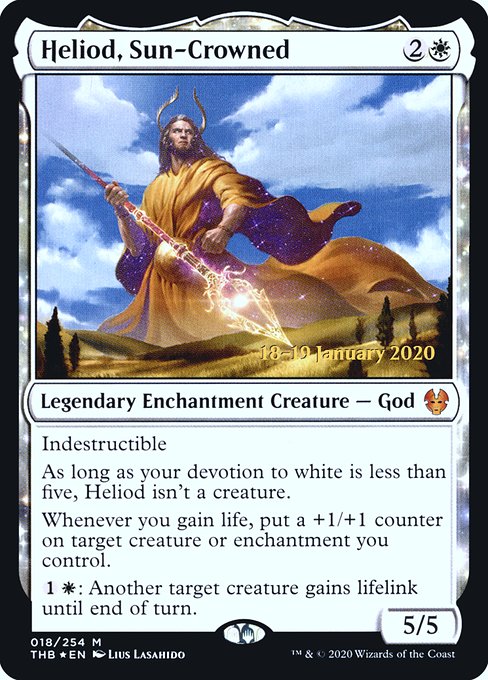 Heliod, Sun-Crowned 2
18–19 January 2020
Legendary Enchantment Creature — God
Indestructible
As long as your devotion to white is less than
five, Heliod isn't a creature.
Whenever you gain life, put a +1/+1 counter
on target creature or enchantment you
control.
1 : Another target creature gains lifelink
until end of turn.
5/5
018/254 M
THB ★ EN Lius Lasahido
™ & © 2020 Wizards of the Coast